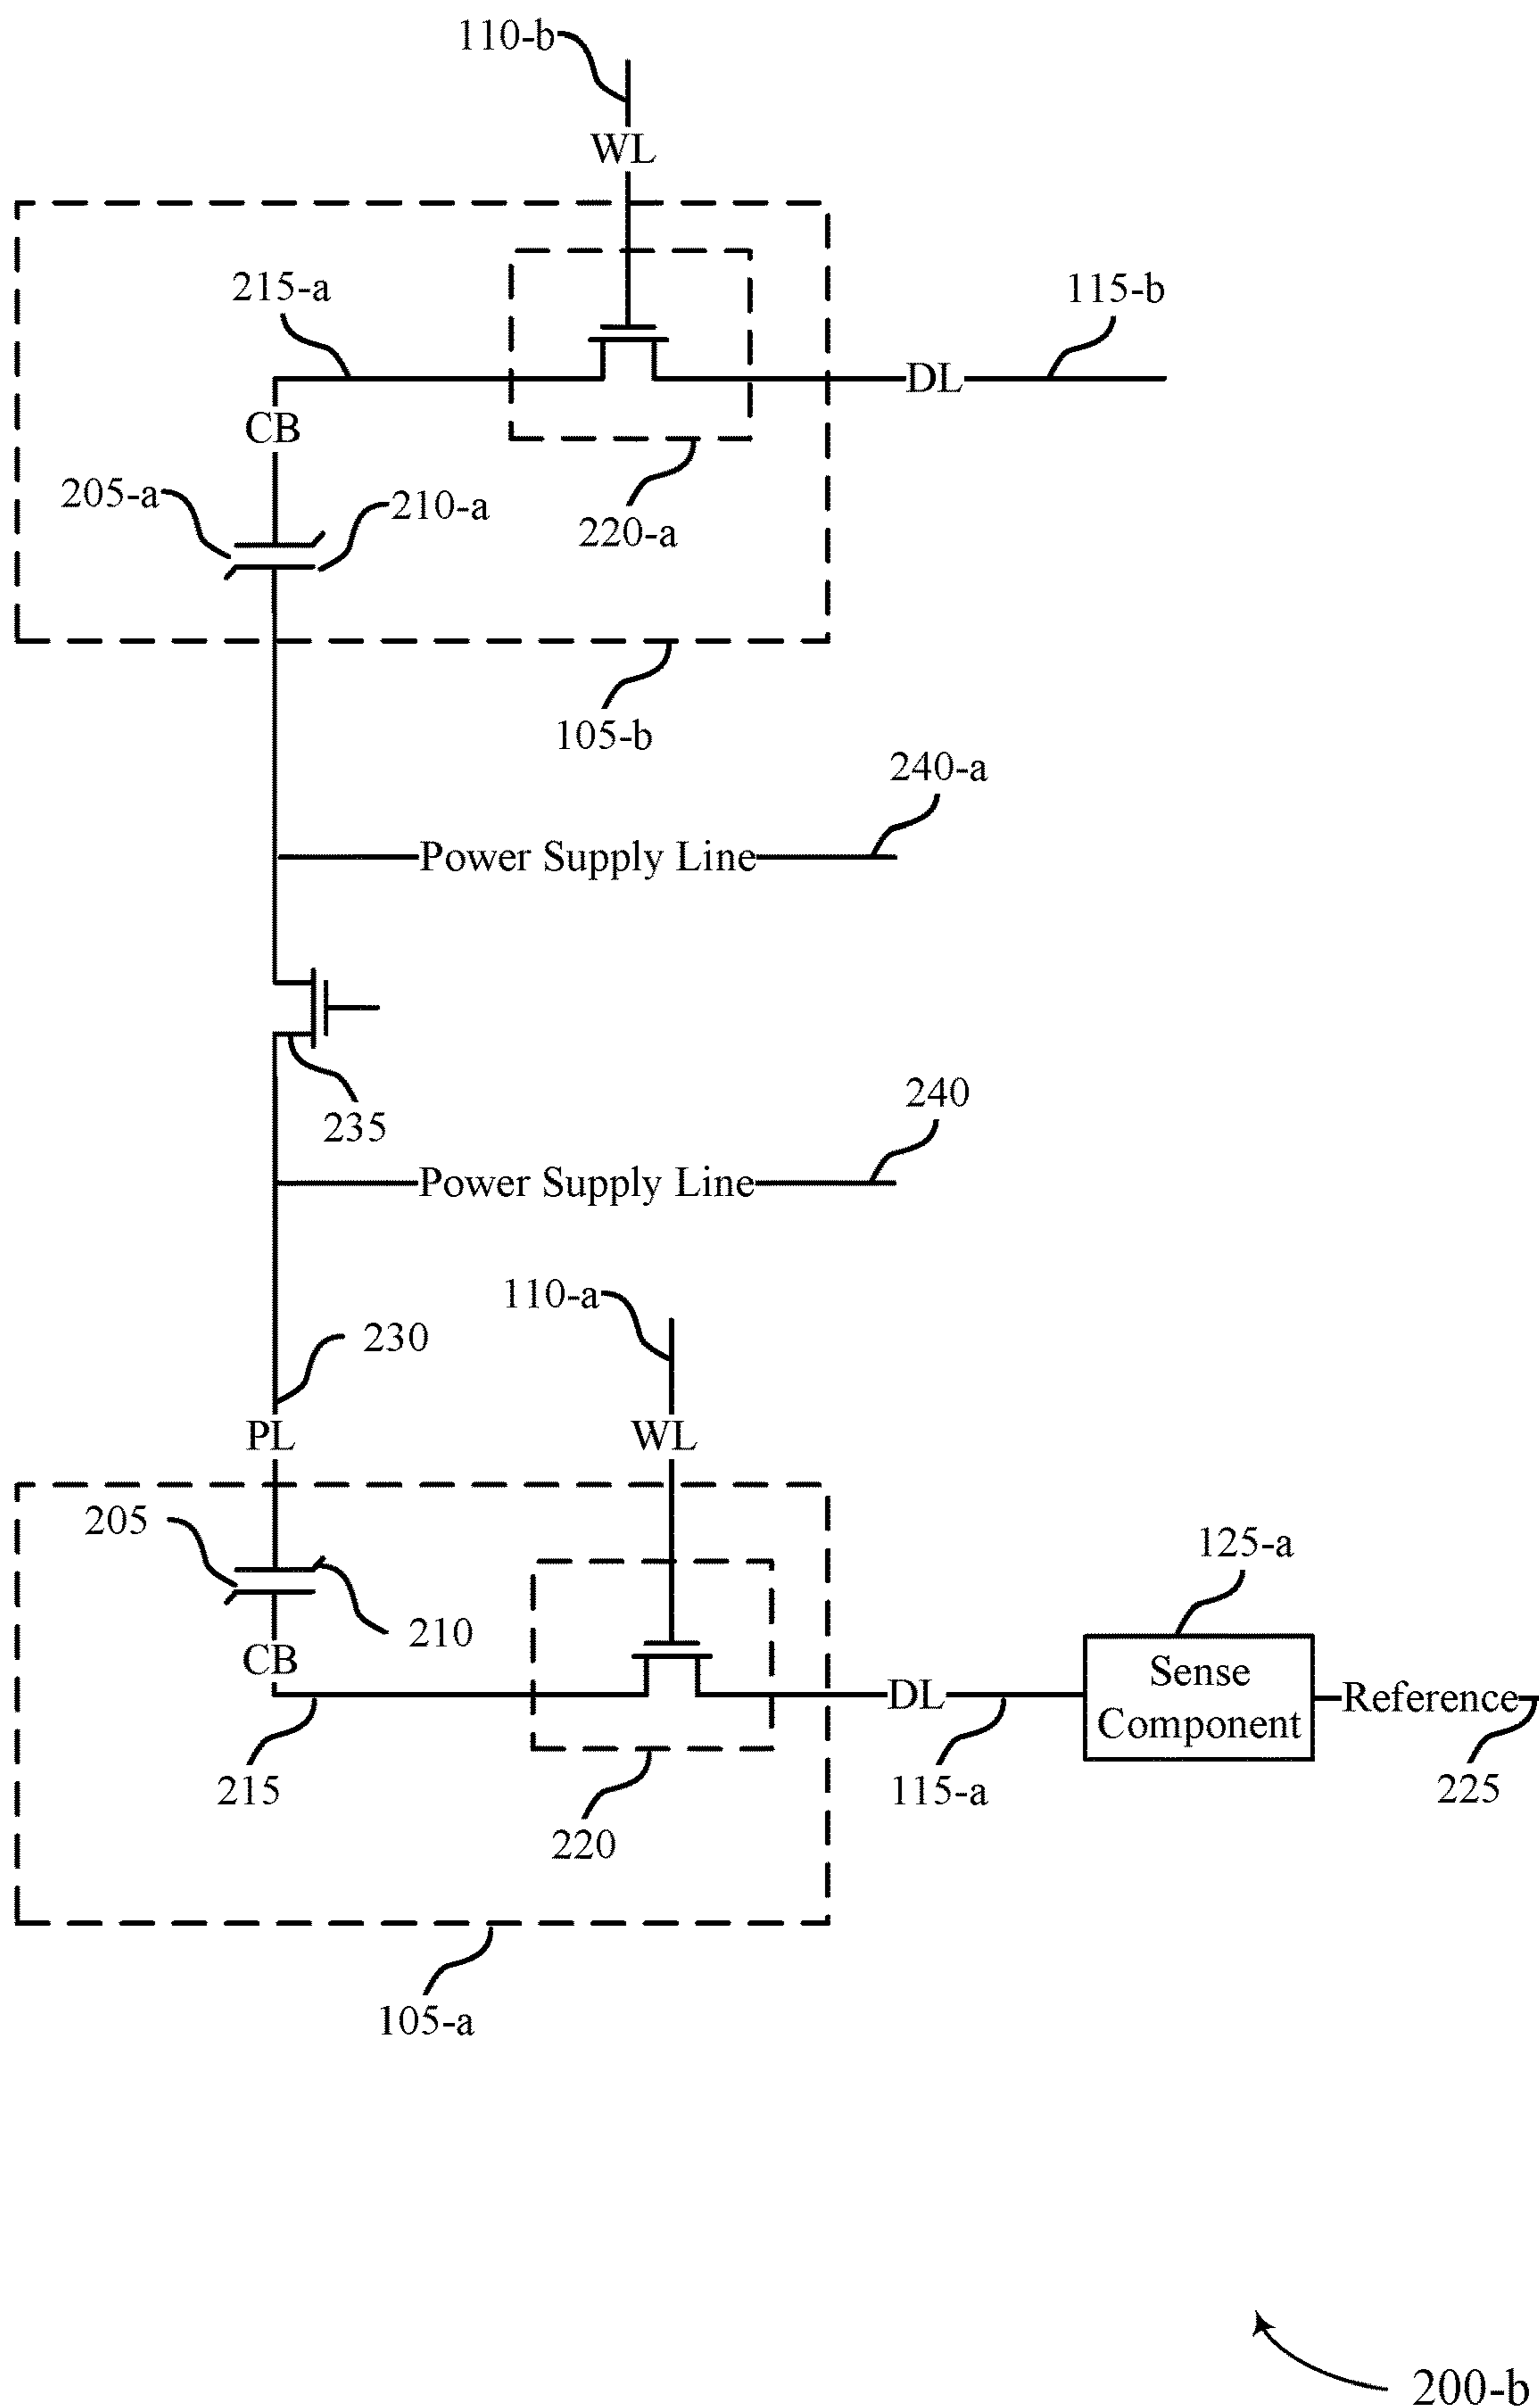 110-b
WL
215-a
115-b
DL
CB
205-a
210-a
220-a
105-b
240-a
Power Supply Line
235
240
Power Supply Line
110-a
230
PL
WL
205
210
125-a
CB
Sense
Component
DL
Reference
215
115-a
225
220
105-a
200-b